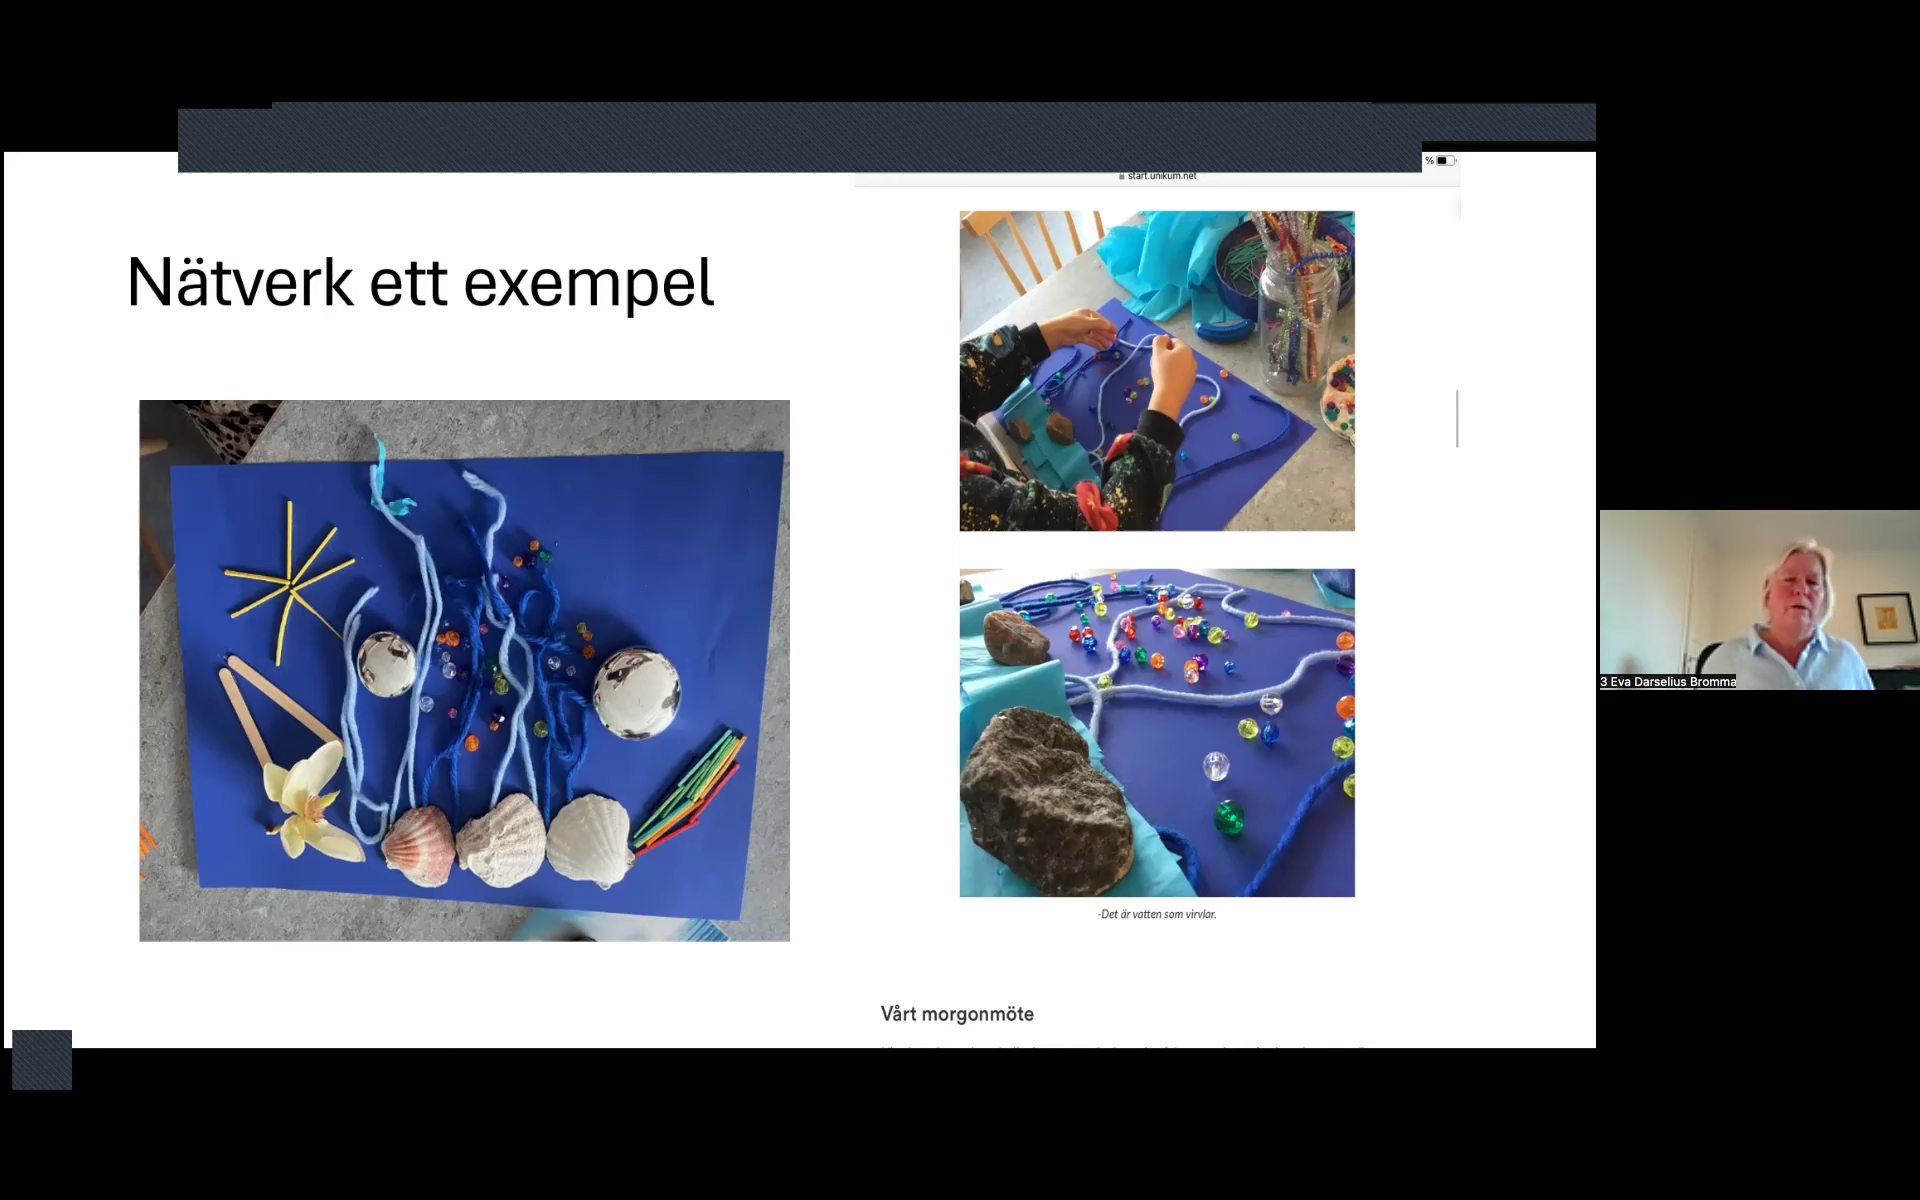 %
start.unikum.net
Nätverk ett exempel
-Det är vatten som virvlar.
3 Eva Darselius Bromma
Vårt morgonmöte